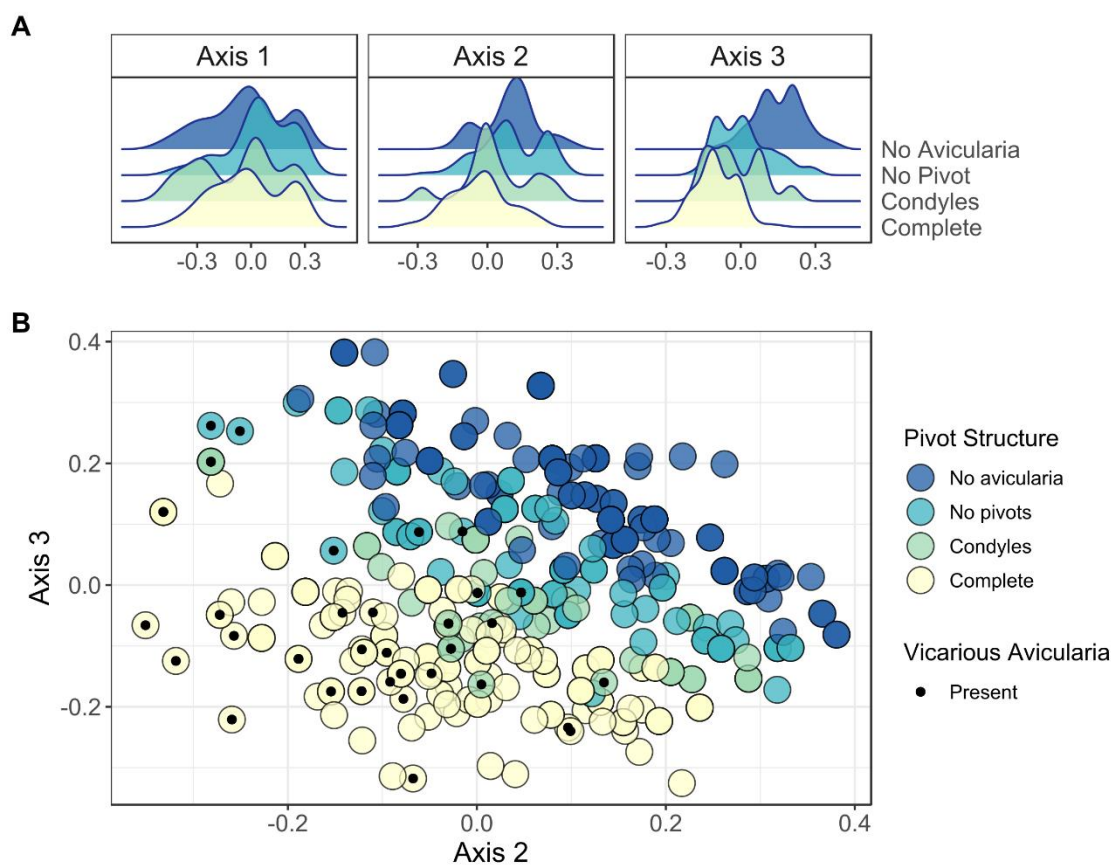 A
Axis 1 Axis 2 Axis 3
No Avicularia
No Pivot
Condyles
Complete
-0.3 0.0 0.3 -0.3 0.0 0.3 -0.3 0.0 0.3
B
Axis 3
0.4
0.2
0.0
-0.2
-0.2 0.0 0.2 0.4
Axis 2
Pivot Structure
No avicularia
No pivots
Condyles
Complete
Vicarious Avicularia
Present